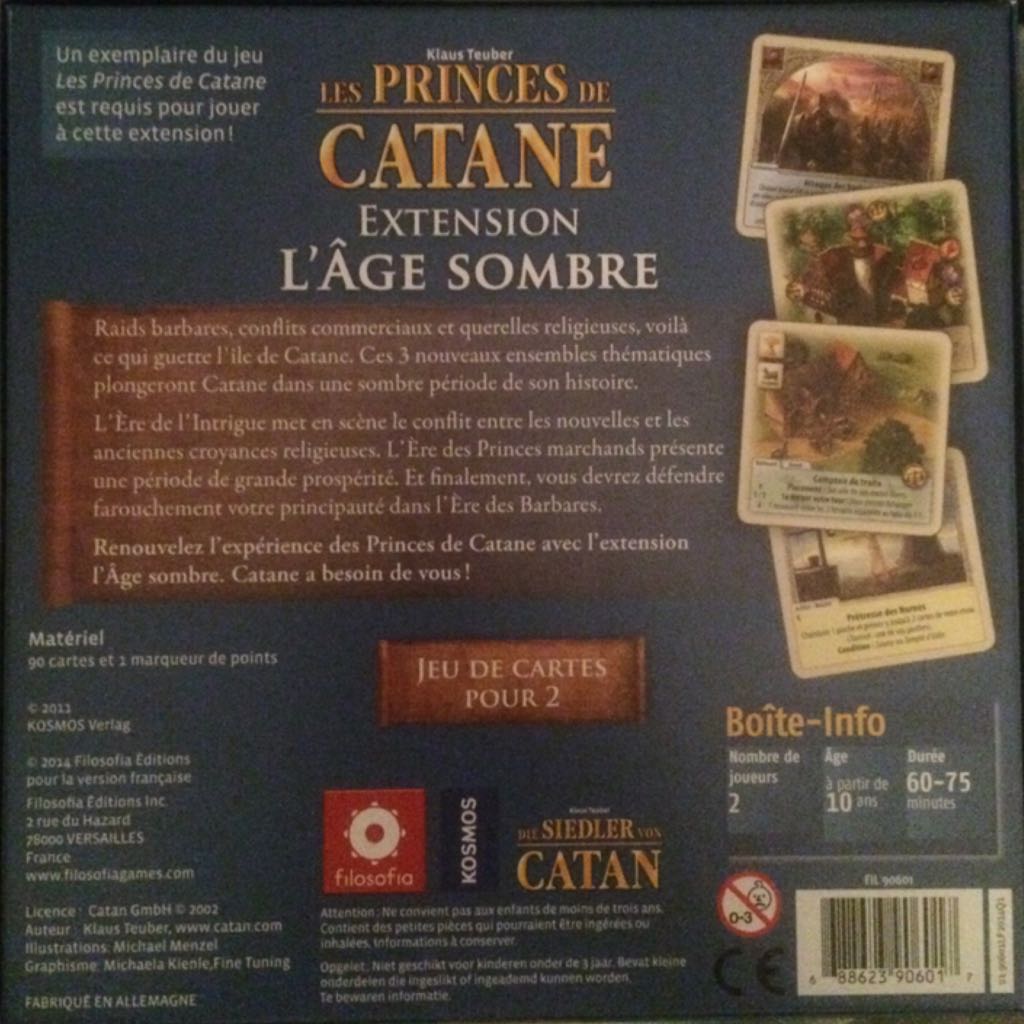 Un exemplaire du jeu
Les Princes de Catane
est requis pour jouer
à cette extension!
Klaus Teuber
LES PRINCES DE
CATANE
EXTENSION
L'ÂGE SOMBRE
Raids barbares, conflits commerciaux et querelles religieuses, voilà
ce qui guette l'île de Catane. Ces 3 nouveaux ensembles thématiques
plongeront Catane dans une sombre période de son histoire.
L'Ère de l'Intrigue met en scène le conflit entre les nouvelles et les
anciennes croyances religieuses. L'Ère des Princes marchands présente
une période de grande prospérité. Et finalement, vous devrez défendre
farouchement votre principauté dans l'Ère des Barbares.
Renouvelez l'expérience des Princes de Catane avec l'extension
l'Âge sombre. Catane a besoin de vous!
Comptoir de traite
Prêtresse des Nornes
Matériel
90 cartes et 1 marqueur de points
JEU DE CARTES
POUR 2
© 2011
KOSMOS Verlag
© 2014 Filosofia Éditions
pour la version française
Filosofia Éditions Inc.
2 rue du Hazard
78000 VERSAILLES
France
www.filosofiagames.com
Licence : Catan GmbH © 2002
Auteur : Klaus Teuber, www.catan.com
Illustrations: Michael Menzel
Graphisme: Michaela Kienle, Fine Tuning
FABRIQUÉ EN ALLEMAGNE
filosofia
KOSMOS
Klaus Teuber
DIE SIEDLER VON
CATAN
Attention : Ne convient pas aux enfants de moins de trois ans.
Contient des petites pièces qui pourraient être ingérées ou
inhalées. Informations à conserver.
Opgelet. Niet geschikt voor kinderen onder de 3 jaar. Bevat kleine
onderdelen die ingeslikt of ingeademd kunnen worden.
Te bewaren informatie.
Boîte-Info
Nombre de joueurs
2
Âge
à partir de
10 ans
Durée
60-75
minutes
FIL 90601
0-3
CE
6 88623 90601 7